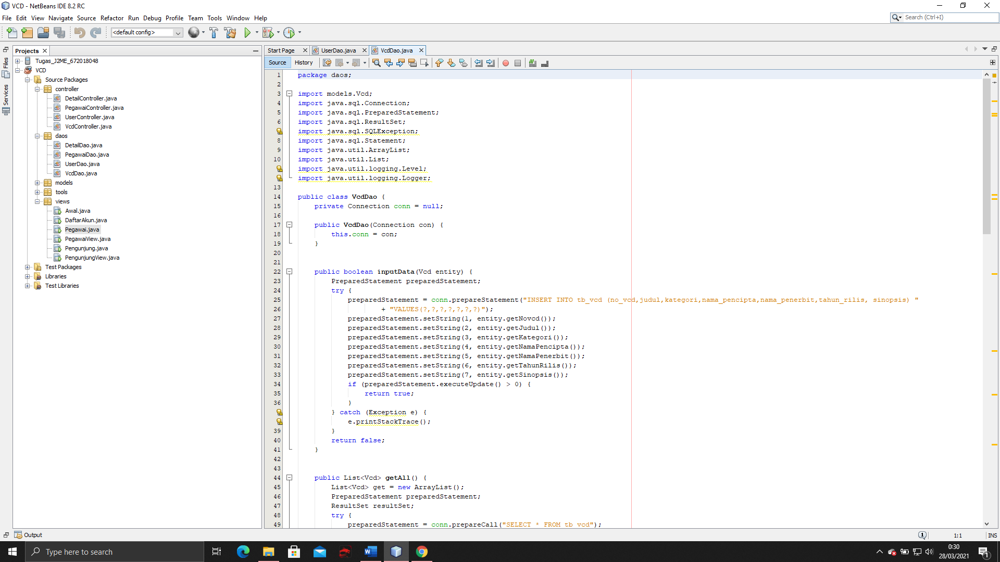 VCD - NetBeans IDE 8.2 RC
File Edit View Navigate Source Refactor Run Debug Profile Team Tools Window Help
Search (Ctrl+I)
<default config>
Files
Services
Projects
Tugas_J2ME_672018048
VCD
Source Packages
controller
DetailController.java
PegawaiController.java
UserController.java
VcdController.java
daos
DetailDao.java
PegawaiDao.java
UserDao.java
VcdDao.java
models
tools
views
Awal.java
DaftarAkun.java
Pegawai.java
PegawaiView.java
Pengunjung.java
PengunjungView.java
Test Packages
Libraries
Test Libraries
Start Page UserDao.java VcdDao.java
Source History
1 package daos;
2
3 import models.Vcd;
4 import java.sql.Connection;
5 import java.sql.PreparedStatement;
6 import java.sql.ResultSet;
import java.sql.SQLException;
8 import java.sql.Statement;
9 import java.util.ArrayList;
10 import java.util.List;
import java.util.logging.Level;
import java.util.logging.Logger;
13
14 public class VcdDao {
15 private Connection conn = null;
16
17 public VcdDao(Connection con) {
18 this.conn = con;
19 }
20
21
22 public boolean inputData(Vcd entity) {
23 PreparedStatement preparedStatement;
24 try {
25 preparedStatement = conn.prepareStatement("INSERT INTO tb_vcd (no_vcd,judul,kategori,nama_pencipta,nama_penerbit,tahun_rilis, sinopsis) "
26 + "VALUES(?,?,?,?,?,?,?)");
27 preparedStatement.setString(1, entity.getNovcd());
28 preparedStatement.setString(2, entity.getJudul());
29 preparedStatement.setString(3, entity.getKategori());
30 preparedStatement.setString(4, entity.getNamaPencipta());
31 preparedStatement.setString(5, entity.getNamaPenerbit());
32 preparedStatement.setString(6, entity.getTahunRilis());
33 preparedStatement.setString(7, entity.getSinopsis());
34 if (preparedStatement.executeUpdate() > 0) {
35 return true;
36 }
} catch (Exception e) {
e.printStackTrace();
39 }
40 return false;
41 }
42
43
44 public List<Vcd> getAll() {
45 List<Vcd> get = new ArrayList();
46 PreparedStatement preparedStatement;
47 ResultSet resultSet;
48 try {
49 preparedStatement = conn.prepareCall("SELECT * FROM tb_vcd");
Output
1
1:1
INS
Type here to search
0:30
28/03/2021
1